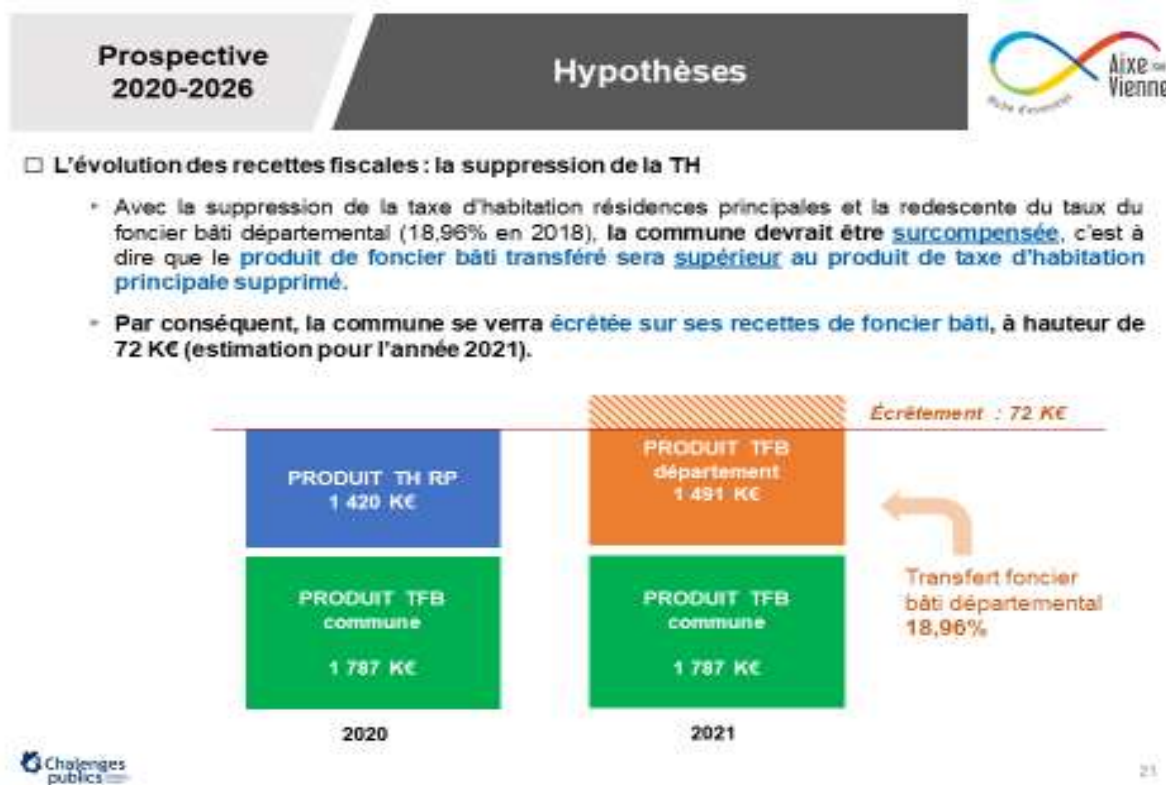 Prospective
2020-2026
Hypothèses
Aixe sur
Vienne
□ L'évolution des recettes fiscales : la suppression de la TH
Avec la suppression de la taxe d'habitation résidences principales et la redescente du taux du
foncier bâti départemental (18,96% en 2018), la commune devrait être surcompensée, c'est à
dire que le produit de foncier bâti transféré sera supérieur au produit de taxe d'habitation
principale supprimé.
Par conséquent, la commune se verra écrêtée sur ses recettes de foncier bâti, à hauteur de
72 K€ (estimation pour l'année 2021).
Écrêtement : 72 K€
PRODUIT TH RP
1 420 K€
PRODUIT TFB
département
1 491 K€
PRODUIT TFB
commune
1 787 K€
PRODUIT TFB
commune
1 787 K€
Transfert foncier
bâti départemental
18,96%
2020
2021
Chalenges
publics
21